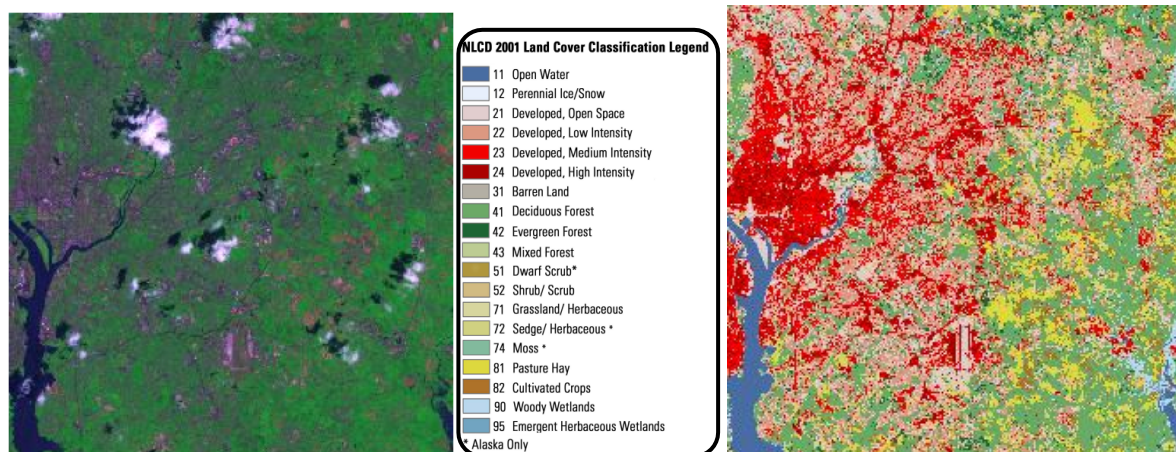 NLCD 2001 Land Cover Classification Legend
11 Open Water
12 Perennial Ice/Snow
21 Developed, Open Space
22 Developed, Low Intensity
23 Developed, Medium Intensity
24 Developed, High Intensity
31 Barren Land
41 Deciduous Forest
42 Evergreen Forest
43 Mixed Forest
51 Dwarf Scrub*
52 Shrub/ Scrub
71 Grassland/ Herbaceous
72 Sedge/ Herbaceous *
74 Moss *
81 Pasture Hay
82 Cultivated Crops
90 Woody Wetlands
95 Emergent Herbaceous Wetlands
* Alaska Only